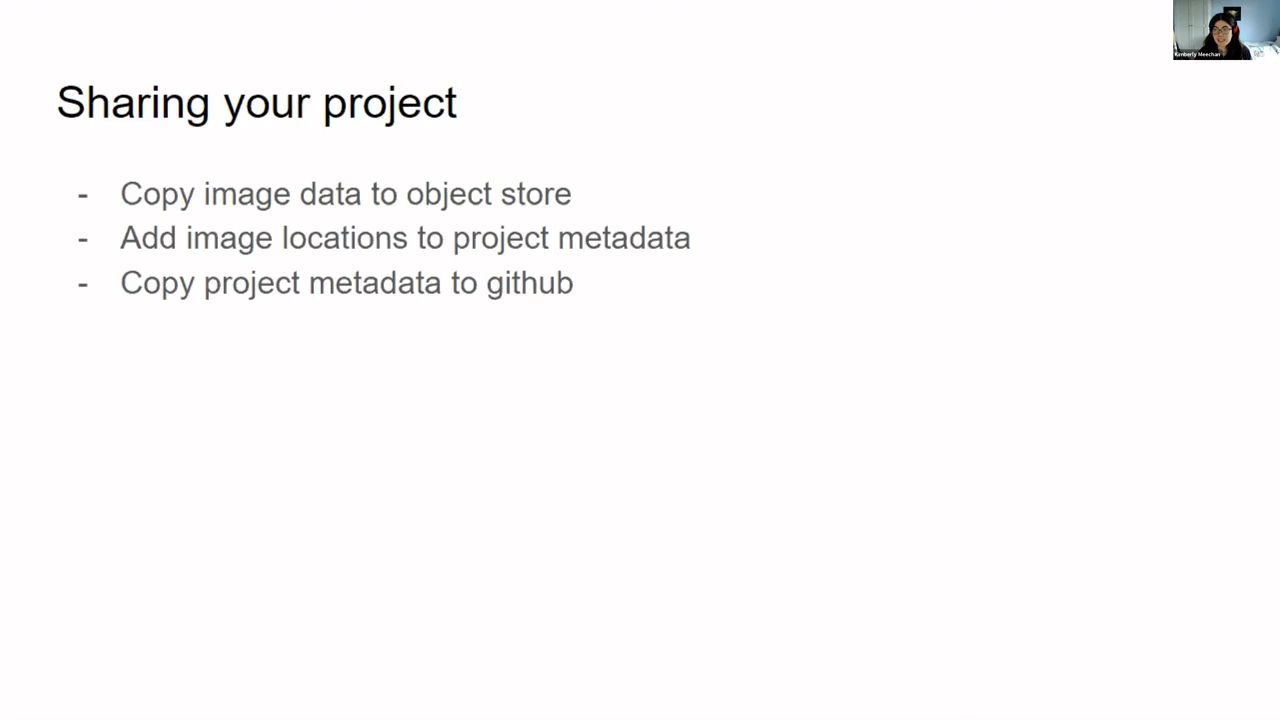 Kimberly Meechan
Sharing your project
- Copy image data to object store
- Add image locations to project metadata
- Copy project metadata to github